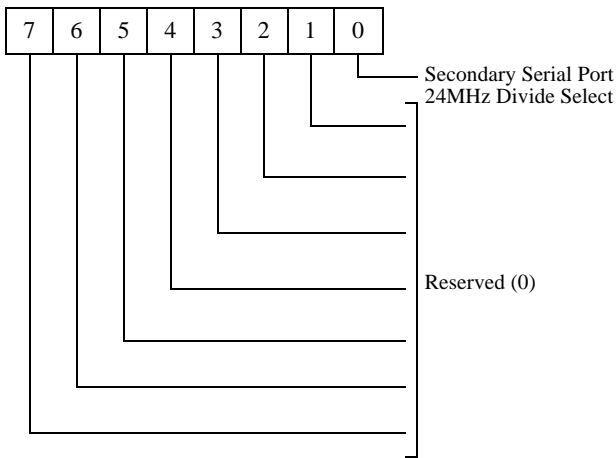 7 6 5 4 3 2 1 0
Secondary Serial Port
24MHz Divide Select
Reserved (0)